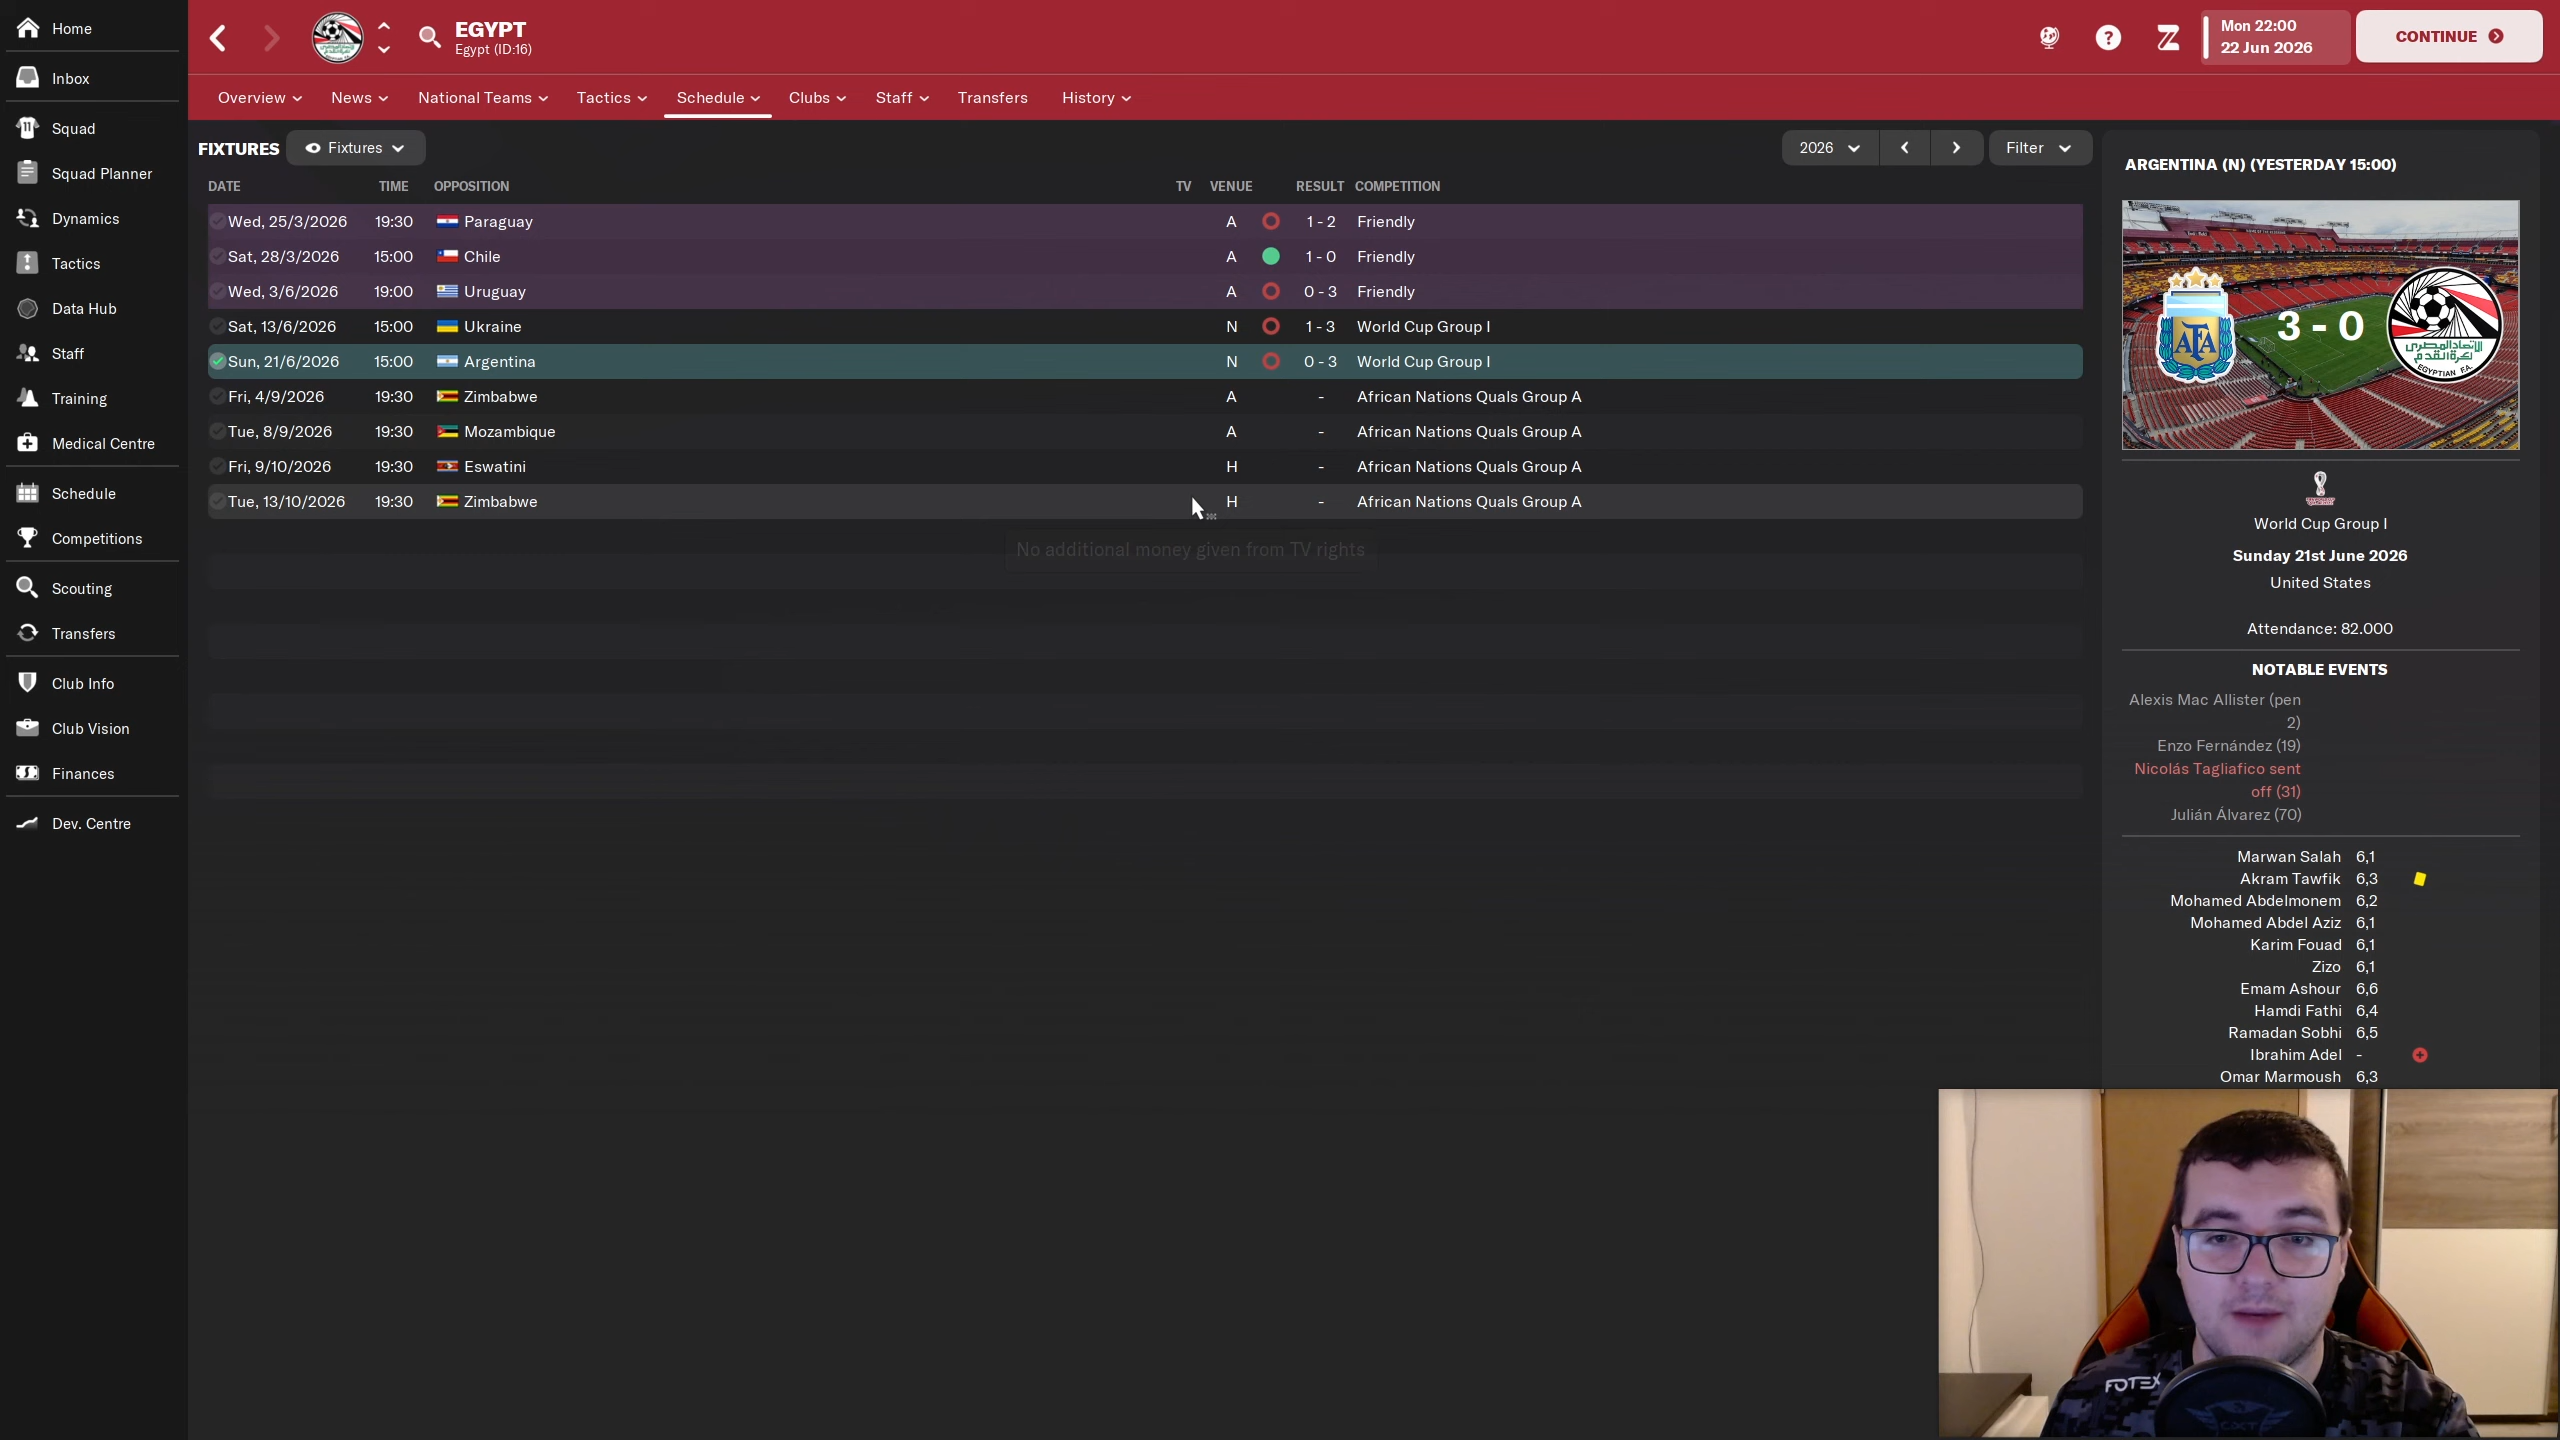 Home
Inbox
Squad
Squad Planner
Dynamics
Tactics
Data Hub
Staff
Training
Medical Centre
Schedule
Competitions
Scouting
Transfers
Club Info
Club Vision
Finances
Dev. Centre
EGYPT
Egypt (ID:16)
Mon 22:00
22 Jun 2026
CONTINUE
Overview News National Teams Tactics Schedule Clubs Staff Transfers History
FIXTURES Fixtures 2026 Filter
DATE TIME OPPOSITION TV VENUE RESULT COMPETITION
Wed, 25/3/2026 19:30 Paraguay A 1 - 2 Friendly
Sat, 28/3/2026 15:00 Chile A 1 - 0 Friendly
Wed, 3/6/2026 19:00 Uruguay A 0 - 3 Friendly
Sat, 13/6/2026 15:00 Ukraine N 1 - 3 World Cup Group I
Sun, 21/6/2026 15:00 Argentina N 0 - 3 World Cup Group I
Fri, 4/9/2026 19:30 Zimbabwe A - African Nations Quals Group A
Tue, 8/9/2026 19:30 Mozambique A - African Nations Quals Group A
Fri, 9/10/2026 19:30 Eswatini H - African Nations Quals Group A
Tue, 13/10/2026 19:30 Zimbabwe H - African Nations Quals Group A
No additional money given from TV rights
ARGENTINA (N) (YESTERDAY 15:00)
AFA
3 - 0
الاتحاد المصرى
لكرة القدم
EGYPTIAN F.A.
World Cup Group I
Sunday 21st June 2026
United States
Attendance: 82.000
NOTABLE EVENTS
Alexis Mac Allister (pen
2)
Enzo Fernández (19)
Nicolás Tagliafico sent
off (31)
Julián Álvarez (70)
Marwan Salah 6,1
Akram Tawfik 6,3
Mohamed Abdelmonem 6,2
Mohamed Abdel Aziz 6,1
Karim Fouad 6,1
Zizo 6,1
Emam Ashour 6,6
Hamdi Fathi 6,4
Ramadan Sobhi 6,5
Ibrahim Adel -
Omar Marmoush 6,3
FOTEX